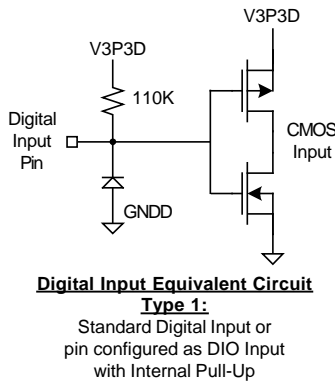 V3P3D
V3P3D
110K
Digital
Input
Pin
CMOS
Input
GNDD
Digital Input Equivalent Circuit
Type 1:
Standard Digital Input or
pin configured as DIO Input
with Internal Pull-Up